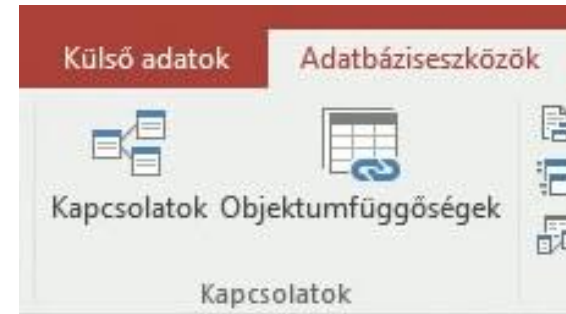 Külső adatok Adatbáziseszközök
Kapcsolatok Objektumfüggőségek
Kapcsolatok